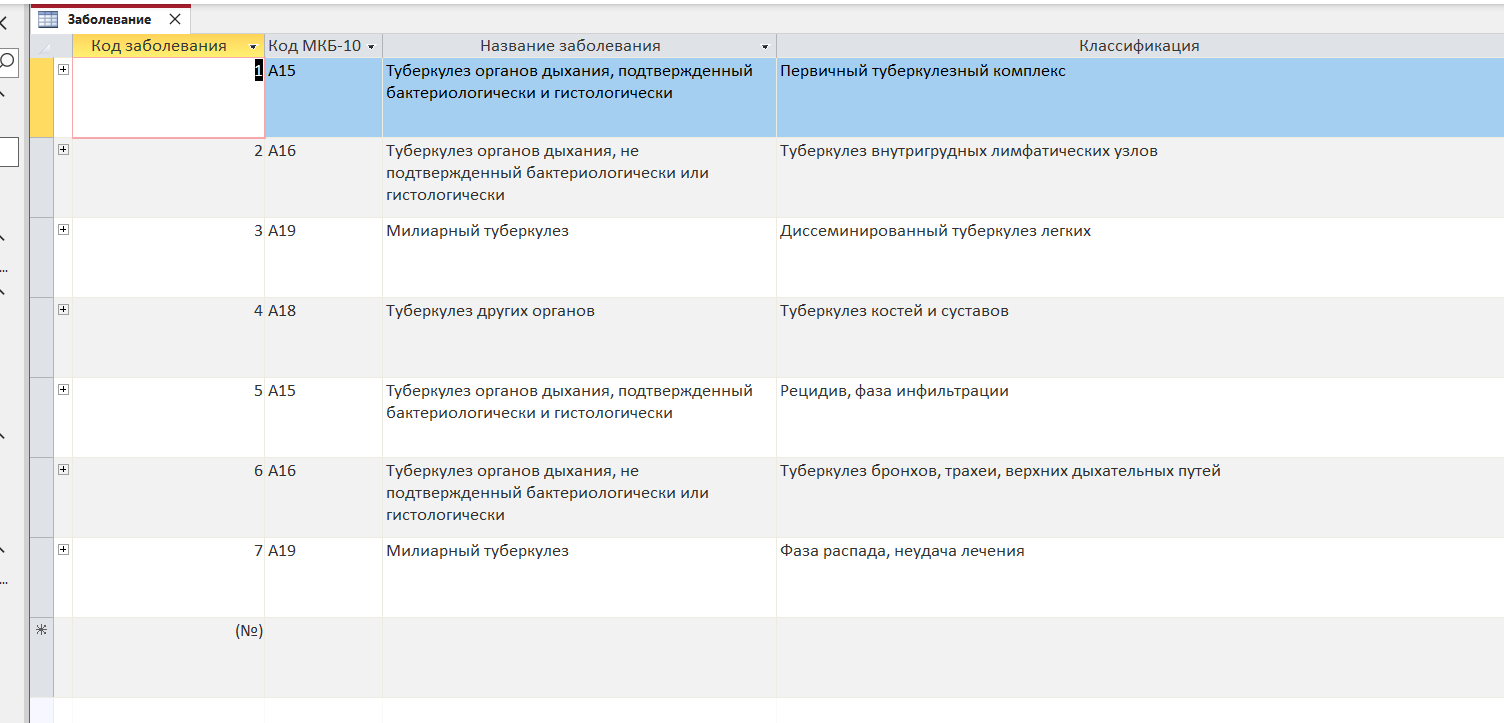 Заболевание
Код заболевания Код МКБ-10 Название заболевания Классификация
1 A15 Туберкулез органов дыхания, подтвержденный Первичный туберкулезный комплекс
бактериологически и гистологически
2 A16 Туберкулез органов дыхания, не Туберкулез внутригрудных лимфатических узлов
подтвержденный бактериологически или
гистологически
3 A19 Милиарный туберкулез Диссеминированный туберкулез легких
4 A18 Туберкулез других органов Туберкулез костей и суставов
5 A15 Туберкулез органов дыхания, подтвержденный Рецидив, фаза инфильтрации
бактериологически и гистологически
6 A16 Туберкулез органов дыхания, не Туберкулез бронхов, трахеи, верхних дыхательных путей
подтвержденный бактериологически или
гистологически
7 A19 Милиарный туберкулез Фаза распада, неудача лечения
(№)